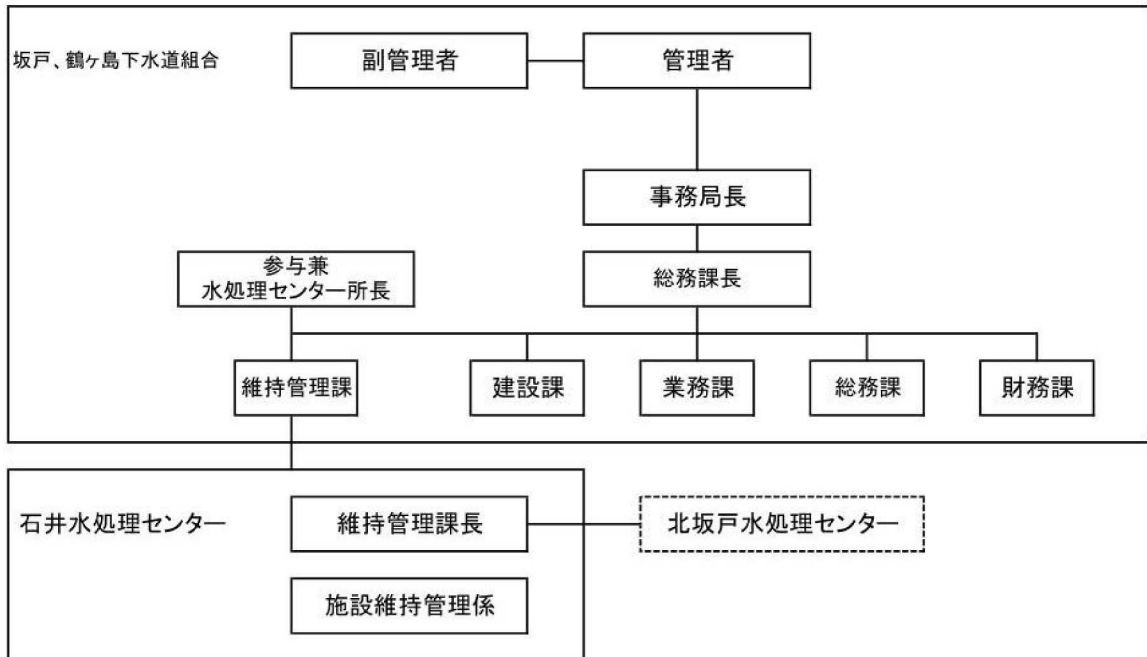 坂戸、鶴ヶ島下水道組合
副管理者
管理者
事務局長
参与兼
水処理センター所長
総務課長
維持管理課
建設課
業務課
総務課
財務課
石井水処理センター
維持管理課長
北坂戸水処理センター
施設維持管理係